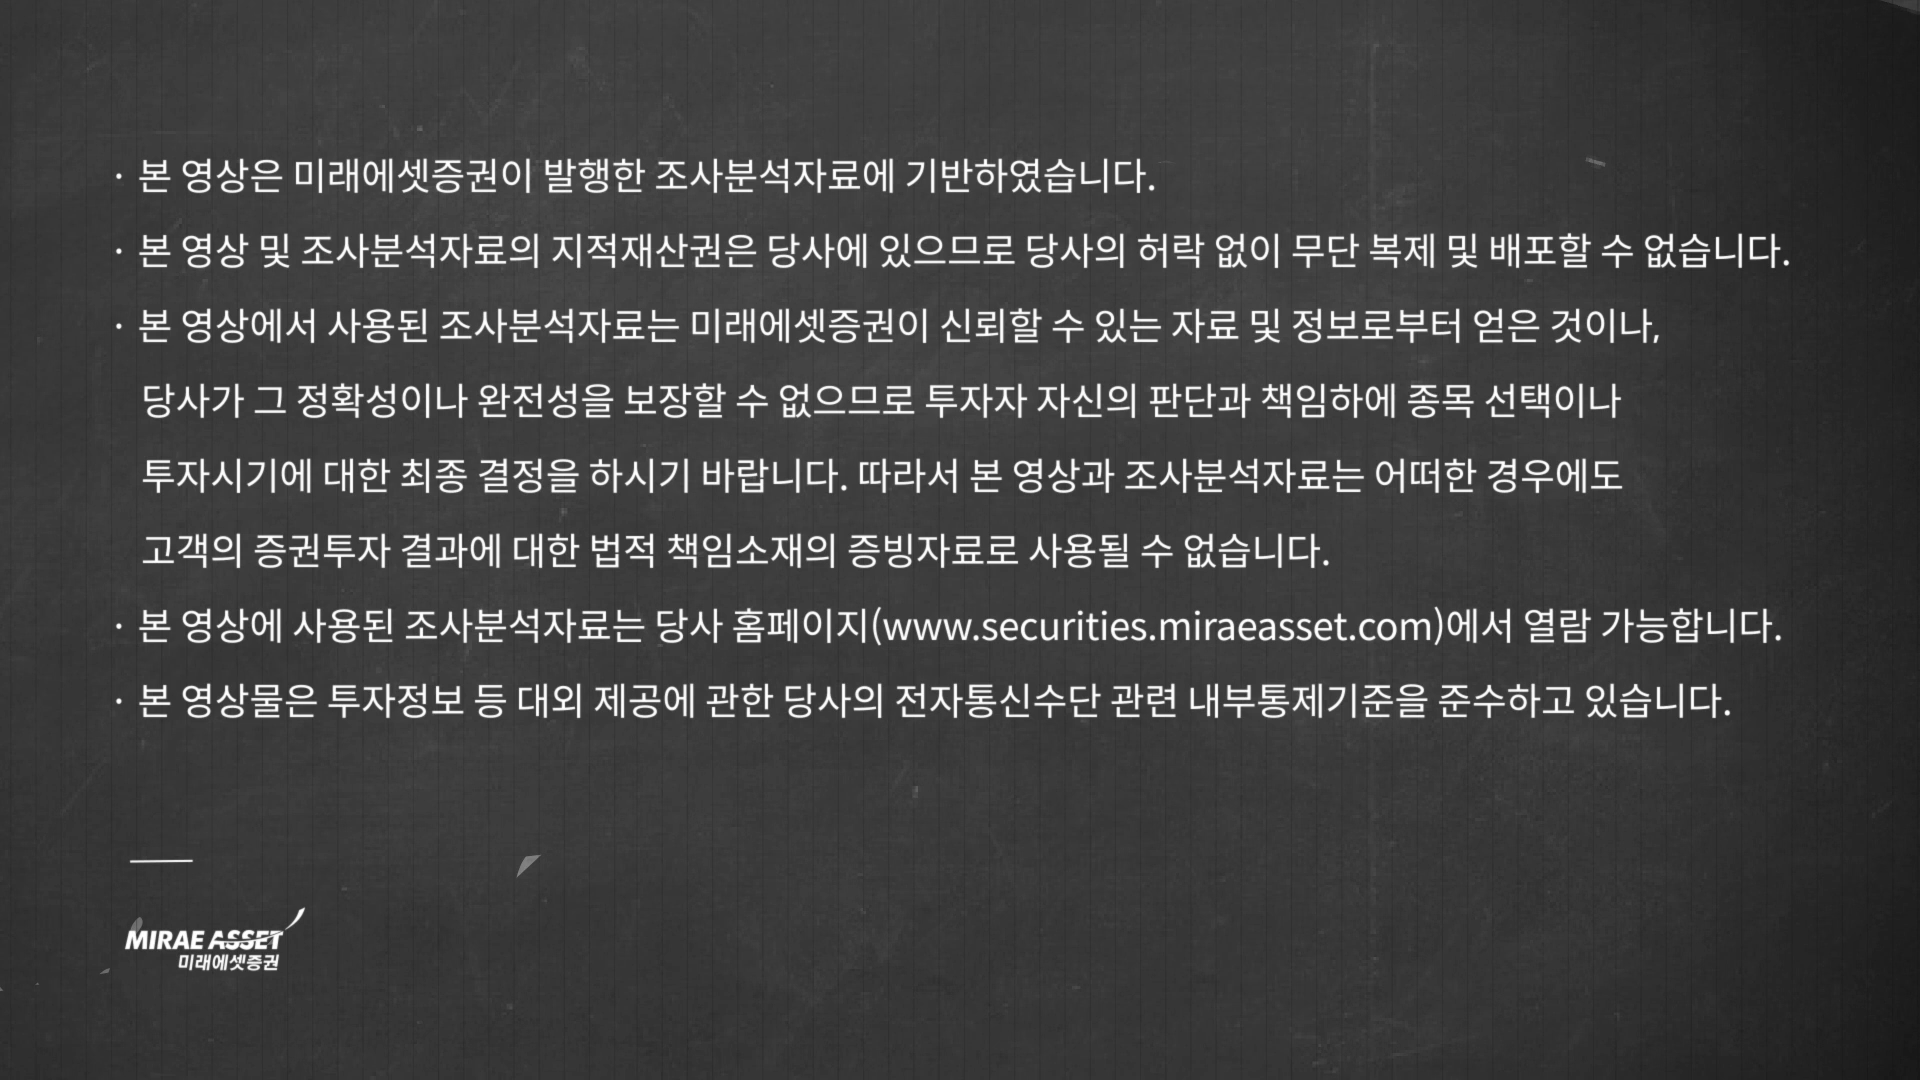 · 본 영상은 미래에셋증권이 발행한 조사분석자료에 기반하였습니다.
· 본 영상 및 조사분석자료의 지적재산권은 당사에 있으므로 당사의 허락 없이 무단 복제 및 배포할 수 없습니다.
· 본 영상에서 사용된 조사분석자료는 미래에셋증권이 신뢰할 수 있는 자료 및 정보로부터 얻은 것이나,
당사가 그 정확성이나 완전성을 보장할 수 없으므로 투자자 자신의 판단과 책임하에 종목 선택이나
투자시기에 대한 최종 결정을 하시기 바랍니다. 따라서 본 영상과 조사분석자료는 어떠한 경우에도
고객의 증권투자 결과에 대한 법적 책임소재의 증빙자료로 사용될 수 없습니다.
· 본 영상에 사용된 조사분석자료는 당사 홈페이지(www.securities.miraeasset.com)에서 열람 가능합니다.
· 본 영상물은 투자정보 등 대외 제공에 관한 당사의 전자통신수단 관련 내부통제기준을 준수하고 있습니다.
MIRAE ASSET
미래에셋증권